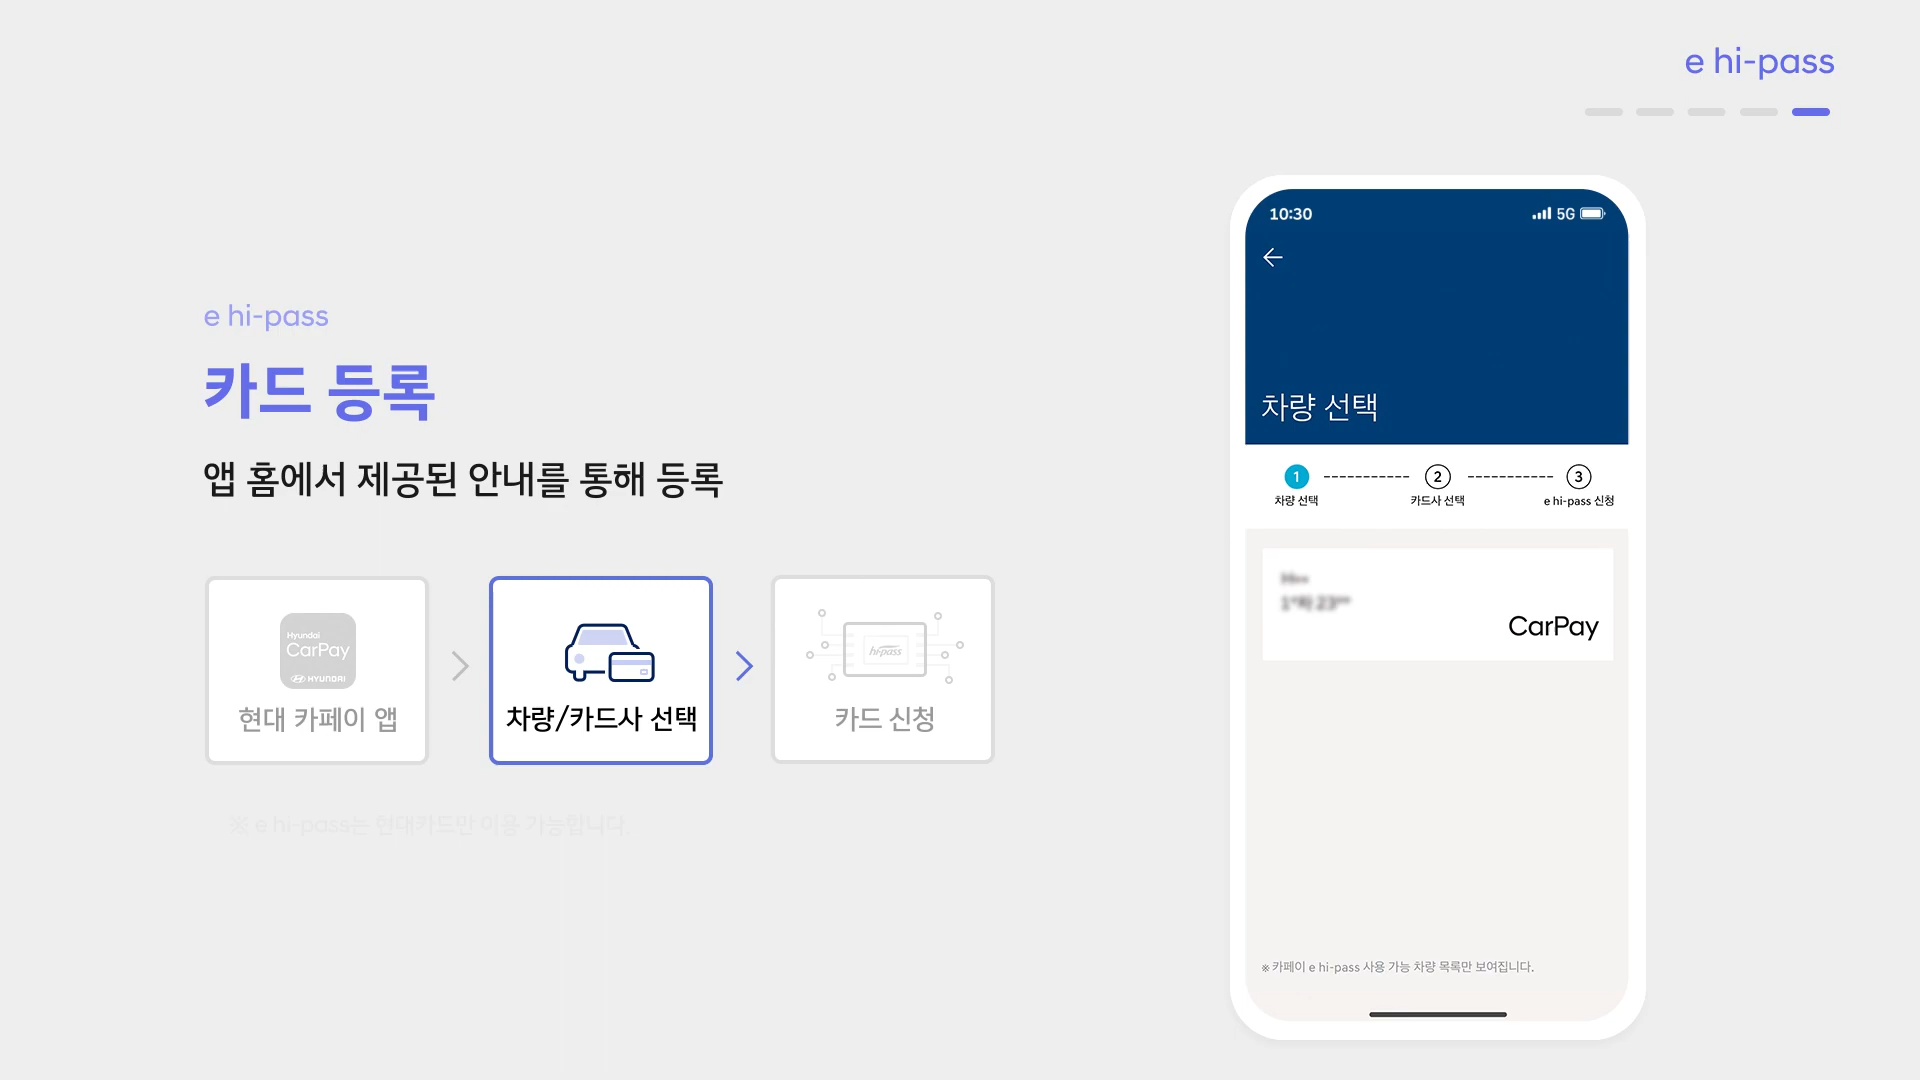 e hi-pass
e hi-pass
카드 등록
앱 홈에서 제공된 안내를 통해 등록
Hyundai
CarPay
HYUNDAI
현대 카페이 앱
차량/카드사 선택
hi-pass
카드 신청
※ e hi-pass는 현대카드만 이용 가능합니다.
10:30
5G
차량 선택
1
2
3
차량 선택
카드사 선택
e hi-pass 신청
CarPay
※ 카페이 e hi-pass 사용 가능 차량 목록만 보여집니다.